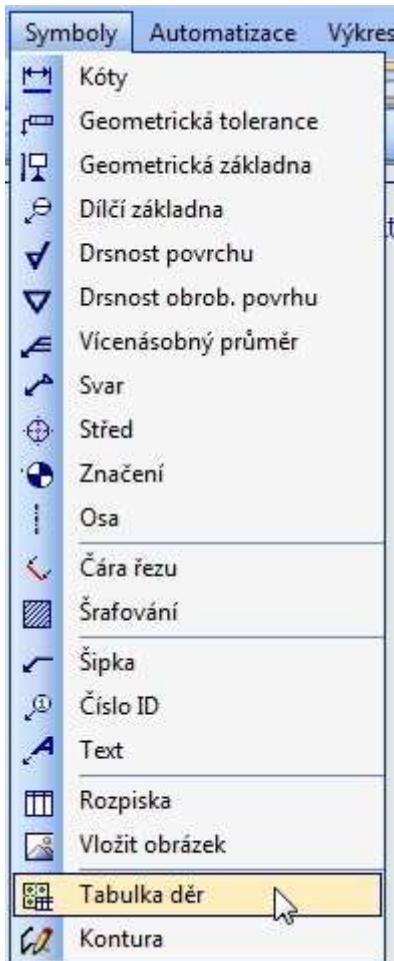 Symboly Automatizace Výkres
Kóty
Geometrická tolerance
Geometrická základna
Dílčí základna
Drsnost povrchu
Drsnost obrob. povrhu
Vícenásobný průměr
Svar
Střed
Značení
Osa
Čára řezu
Šrafování
Šipka
Číslo ID
Text
Rozpiska
Vložit obrázek
Tabulka děr
Kontura